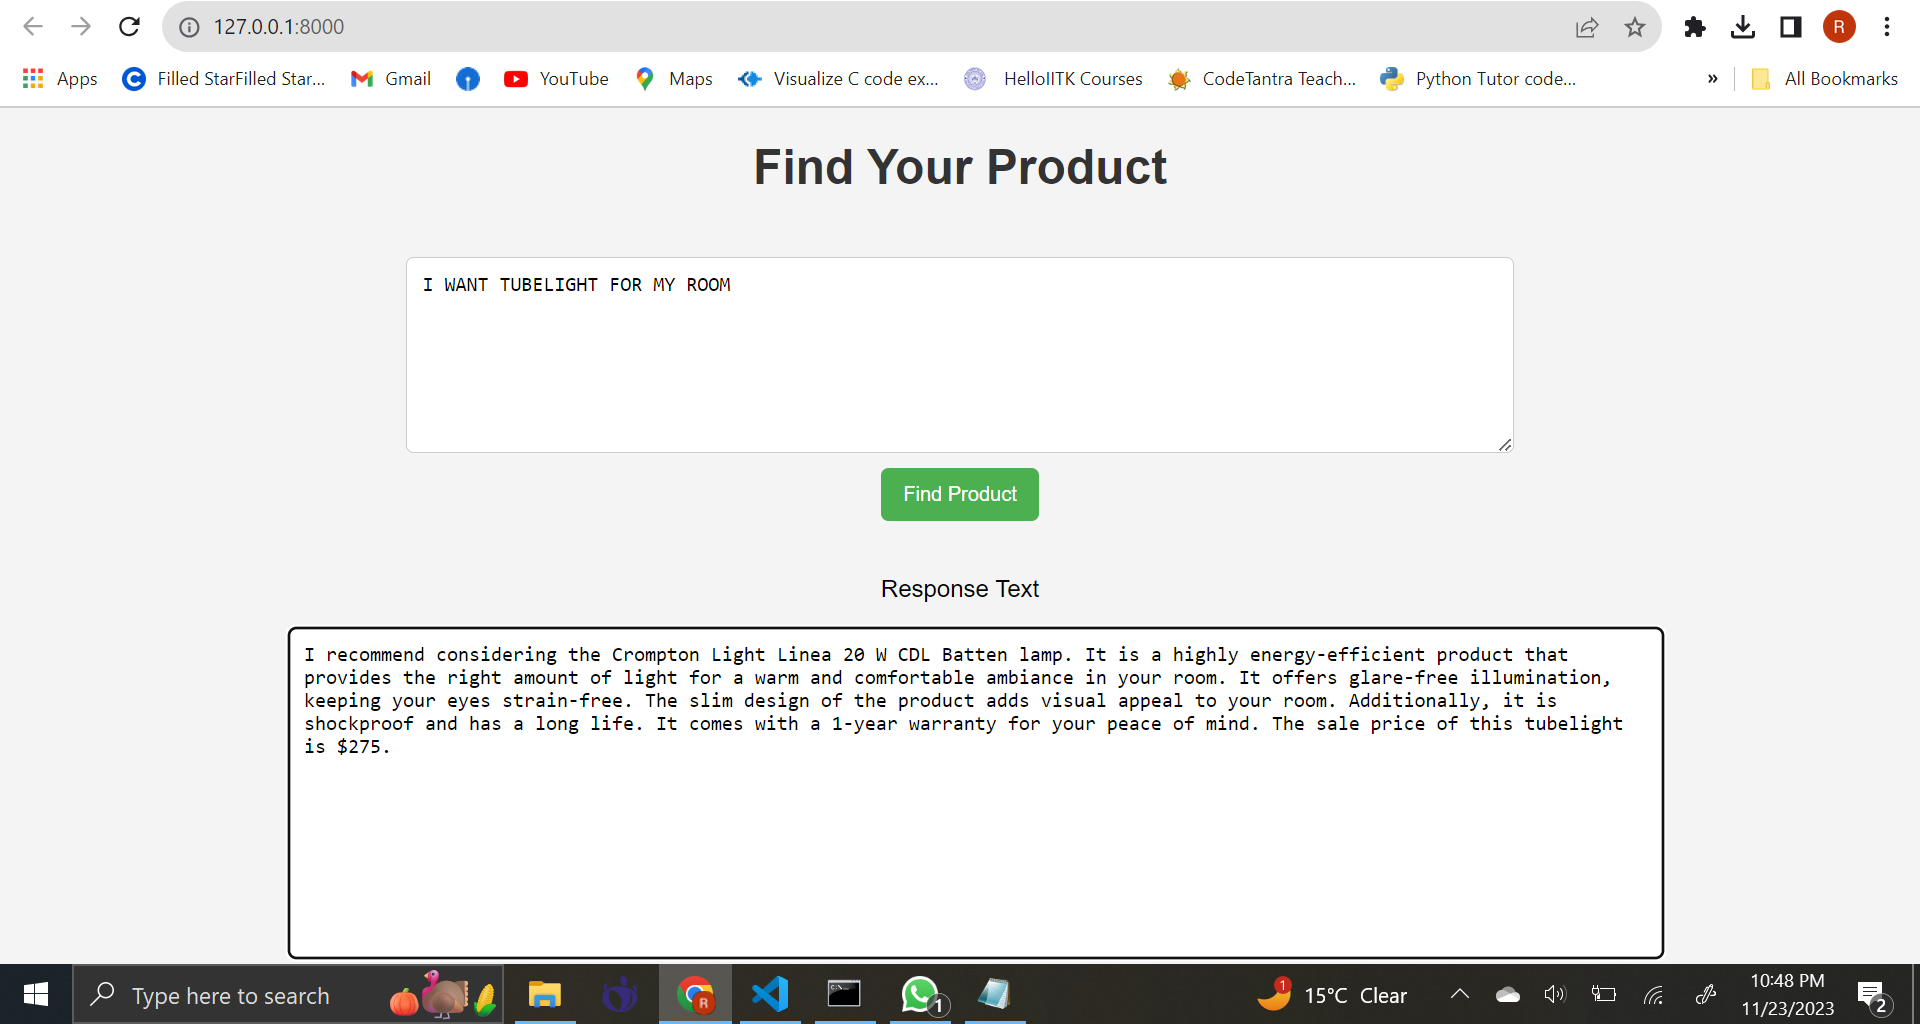 127.0.0.1:8000
R
Apps
Filled StarFilled Star...
Gmail
YouTube
Maps
Visualize C code ex...
HelloIITK Courses
CodeTantra Teach...
Python Tutor code...
»
All Bookmarks
Find Your Product
I WANT TUBELIGHT FOR MY ROOM
Find Product
Response Text
I recommend considering the Crompton Light Linea 20 W CDL Batten lamp. It is a highly energy-efficient product that
provides the right amount of light for a warm and comfortable ambiance in your room. It offers glare-free illumination,
keeping your eyes strain-free. The slim design of the product adds visual appeal to your room. Additionally, it is
shockproof and has a long life. It comes with a 1-year warranty for your peace of mind. The sale price of this tubelight
is $275.
Type here to search
R
1
1
15°C Clear
10:48 PM
11/23/2023
2